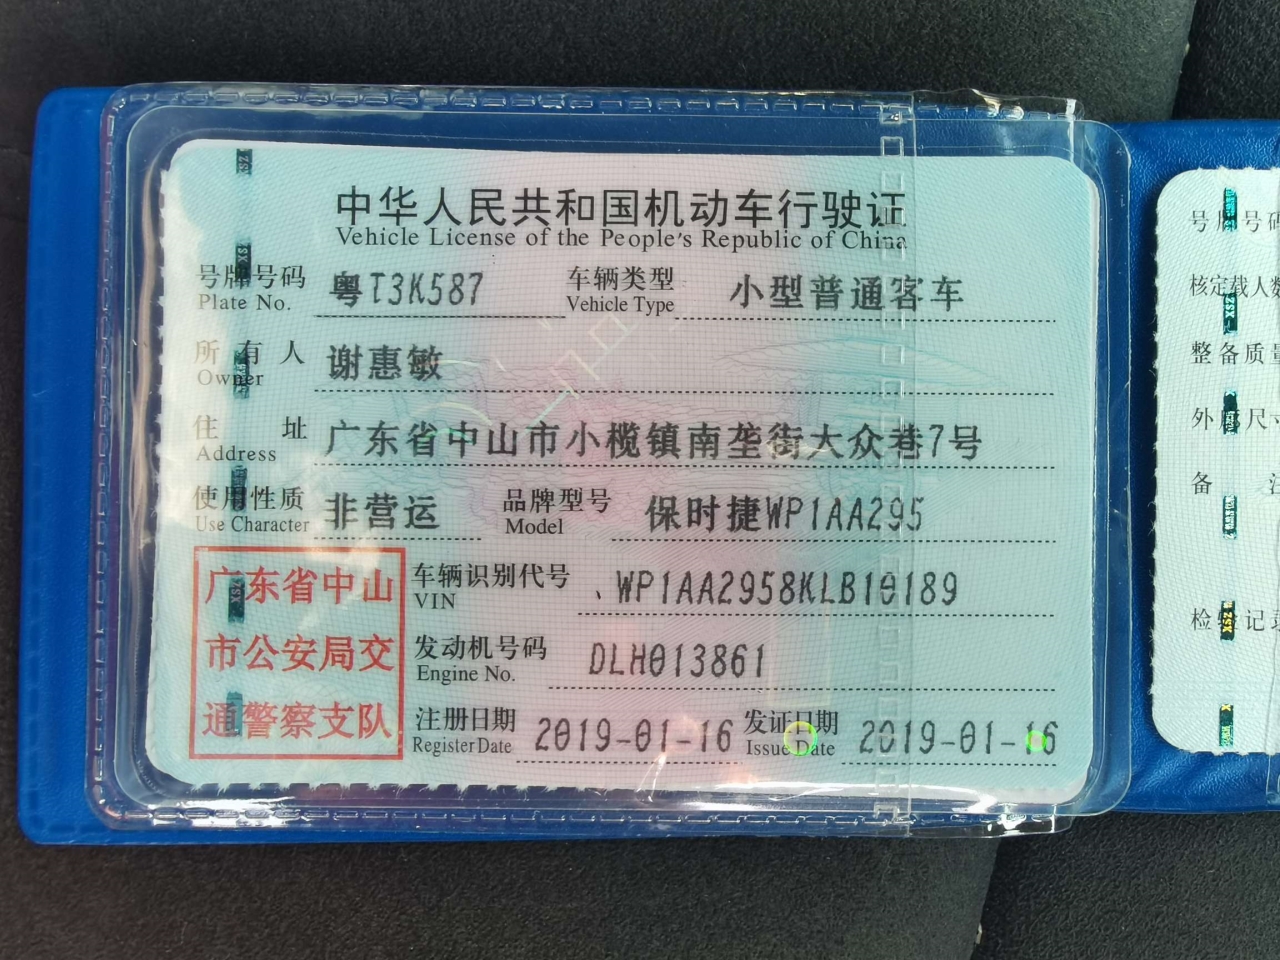 中华人民共和国机动车行驶证
Vehicle License of the People's Republic of China
号牌号码 粤T3K587 车辆类型 小型普通客车
Plate No. Vehicle Type
所有人 谢惠敏
Owner
住址 广东省中山市小榄镇南垄街大众巷7号
Address
使用性质 非营运 品牌型号 保时捷WP1AA295
Use Character Model
广东省中山
市公安局交
通警察支队
车辆识别代号 WP1AA2958KLB10189
VIN
发动机号码 DLH013861
Engine No.
注册日期 2019-01-16 发证日期 2019-01-16
Register Date Issue Date
号牌号码
核定载人数
整备质量
外廓尺寸
备 注
检验记录